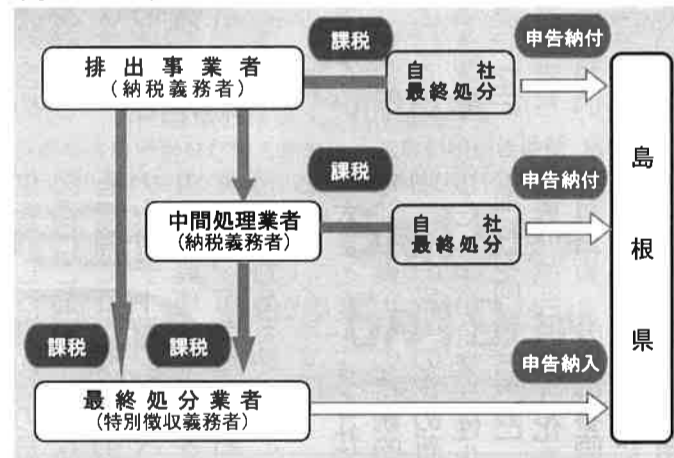 課税
申告納付
排出事業者
(納税義務者)
自社
最終処分
課税
申告納付
中間処理業者
(納税義務者)
自社
最終処分
島根県
課税
課税
申告納入
最終処分業者
(特別徴収義務者)